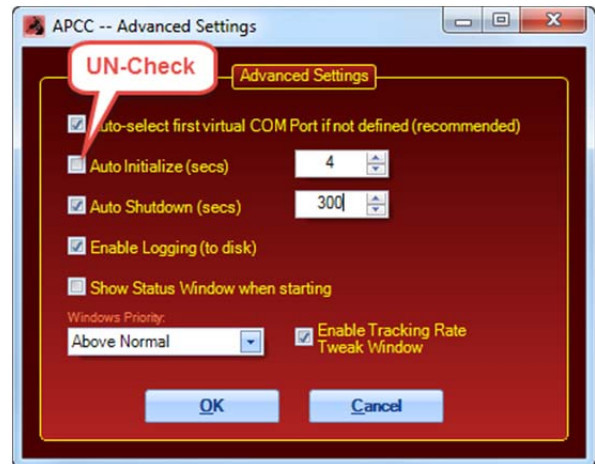 APCC -- Advanced Settings
UN-Check
Advanced Settings
uto-select first virtual COM Port if not defined (recommended)
Auto Initialize (secs) 4
Auto Shutdown (secs) 300
Enable Logging (to disk)
Show Status Window when starting
Windows Priority:
Above Normal
Enable Tracking Rate
Tweak Window
OK Cancel